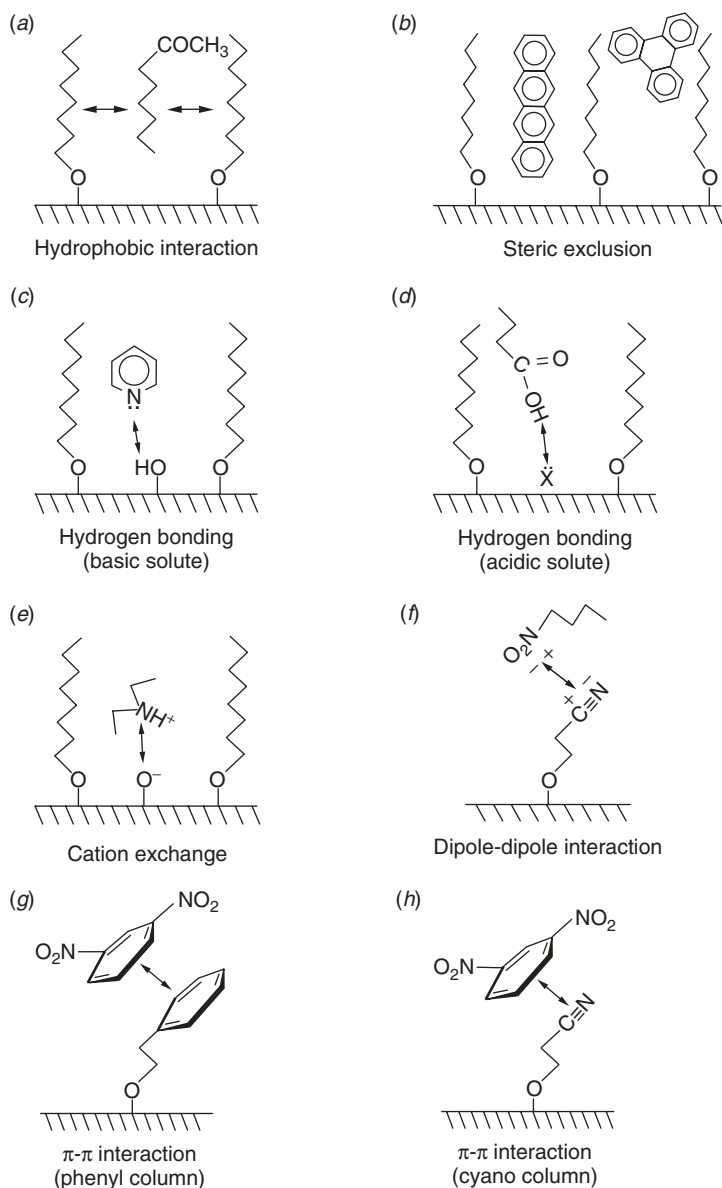 (a)
COCH3
O
O
Hydrophobic interaction
(b)
O
O
O
Steric exclusion
(c)
N
..
O
HO
O
Hydrogen bonding
(basic solute)
(d)
C = O
OH
O
Ẍ
O
Hydrogen bonding
(acidic solute)
(e)
NH+
O
O−
O
Cation exchange
(f)
O2N
− +
+ −
C≡N
O
Dipole-dipole interaction
(g)
NO2
O2N
O
π-π interaction
(phenyl column)
(h)
NO2
O2N
C≡N
O
π-π interaction
(cyano column)